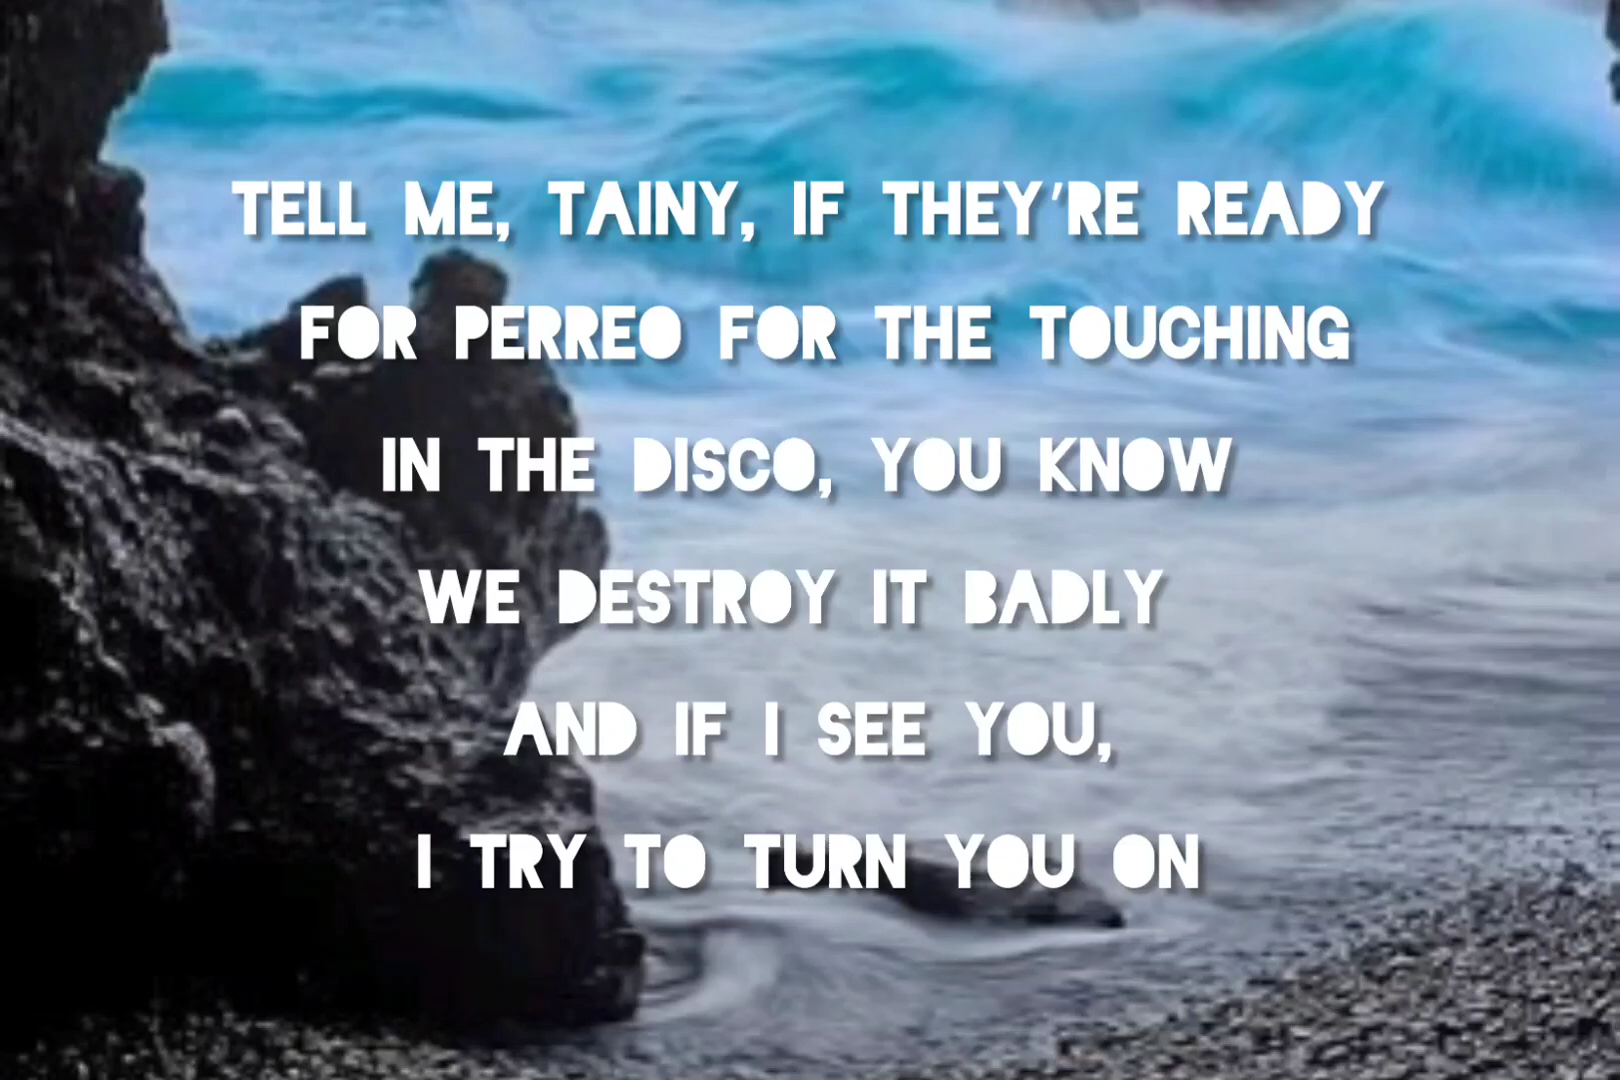 TELL ME, TAINY, IF THEY'RE READY
FOR PERREO FOR THE TOUCHING
IN THE DISCO, YOU KNOW
WE DESTROY IT BADLY
AND IF I SEE YOU,
I TRY TO TURN YOU ON